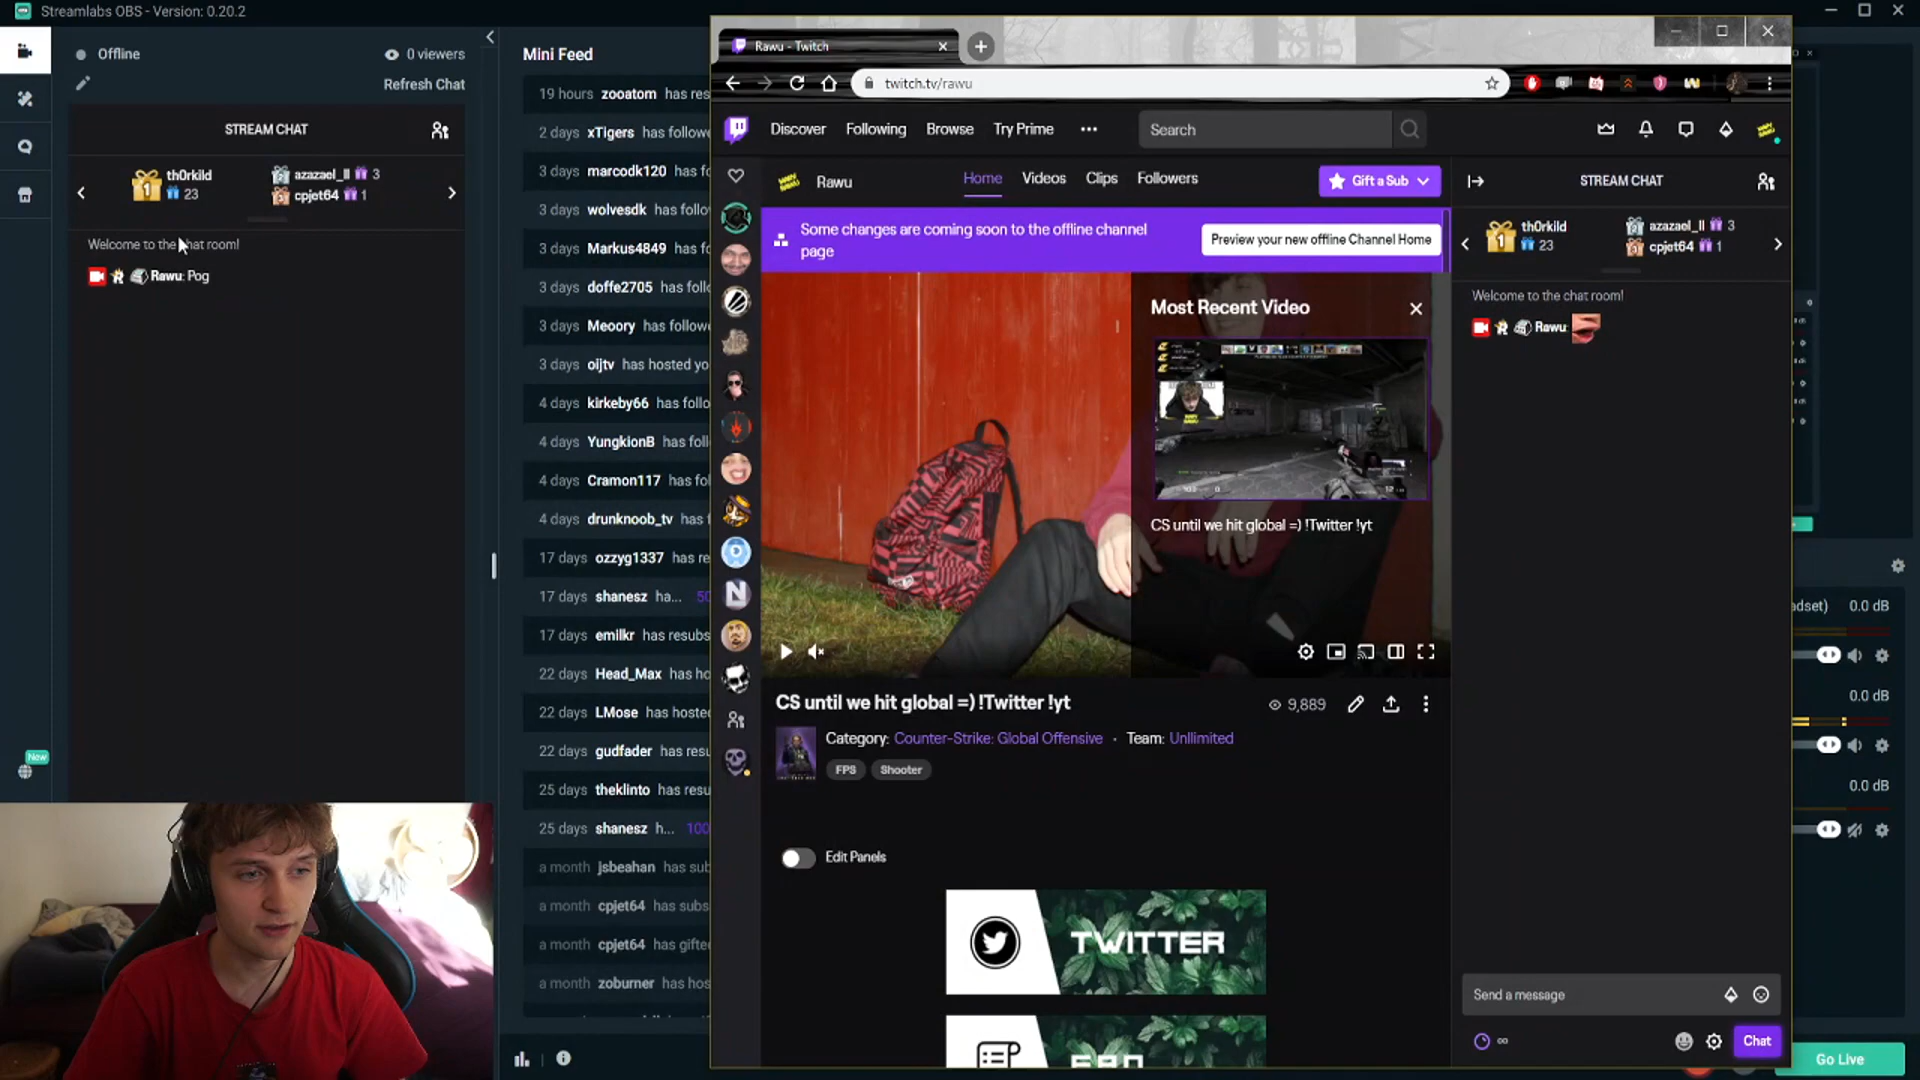 Streamlabs OBS - Version: 0.20.2
Offline
0 viewers
Refresh Chat
STREAM CHAT
th0rkild
23
azazael_ll 3
cpjet64 1
Welcome to the chat room!
Rawu: Pog
New
Mini Feed
19 hours zooatom has res
2 days xTigers has followe
3 days marcodk120 has
3 days wolvesdk has follov
3 days Markus4849 has fo
3 days doffe2705 has follo
3 days Meoory has followe
3 days oijtv has hosted yo
4 days kirkeby66 has follo
4 days YungkionB has foll
4 days Cramon117 has foll
4 days drunknoob_tv has f
17 days ozzyg1337 has re
17 days shanesz ha... 50
17 days emilkr has resubs
22 days Head_Max has su
22 days LMose has hoste
22 days gudfader has resu
25 days theklinto has resu
25 days shanesz h... 100
a month jsbeahan has sub
a month cpjet64 has subs
a month cpjet64 has gifte
a month zoburner has hos
Rawu - Twitch
twitch.tv/rawu
Discover Following Browse Try Prime
Search
Rawu
Home Videos Clips Followers
Gift a Sub
Some changes are coming soon to the offline channel
page
Preview your new offline Channel Home
Most Recent Video
CS until we hit global =) !Twitter !yt
CS until we hit global =) !Twitter !yt
9,889
Category: Counter-Strike: Global Offensive · Team: Unllimited
FPS Shooter
Edit Panels
TWITTER
STREAM CHAT
th0rkild
23
azazael_ll 3
cpjet64 1
Welcome to the chat room!
Rawu:
Send a message
∞
Chat
adset) 0.0 dB
0.0 dB
0.0 dB
Go Live